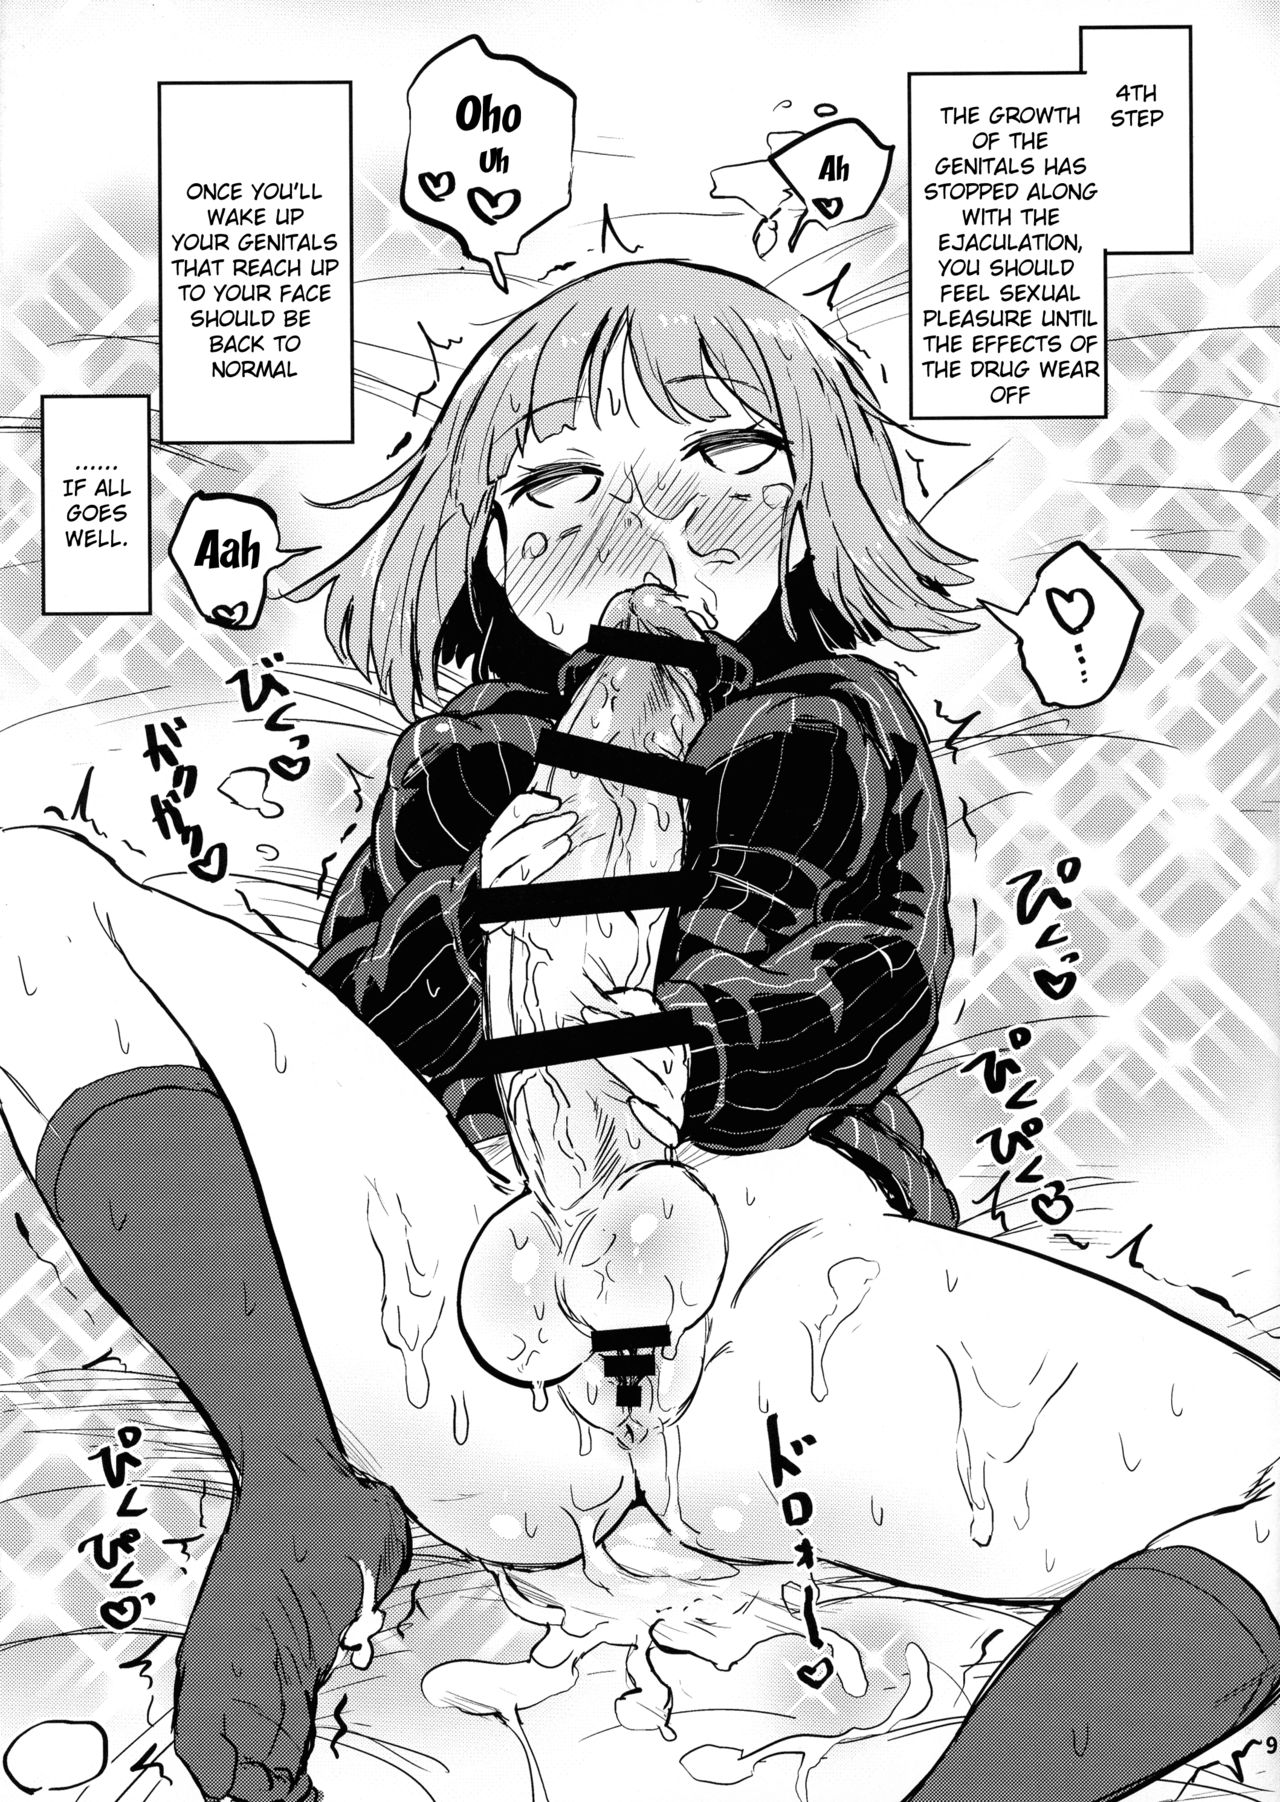 4TH
STEP
THE GROWTH
OF THE
GENITALS HAS
STOPPED ALONG
WITH THE
EJACULATION,
YOU SHOULD
FEEL SEXUAL
PLEASURE UNTIL
THE EFFECTS OF
THE DRUG WEAR
OFF
Ah
Oho
Uh
ONCE YOU'LL
WAKE UP
YOUR GENITALS
THAT REACH UP
TO YOUR FACE
SHOULD BE
BACK TO
NORMAL
......
IF ALL
GOES
WELL.
Aah
...
びくっ
ガクガクッ
ぴくっ
ぴくぴく
ぴくぴく
ドロォー
9